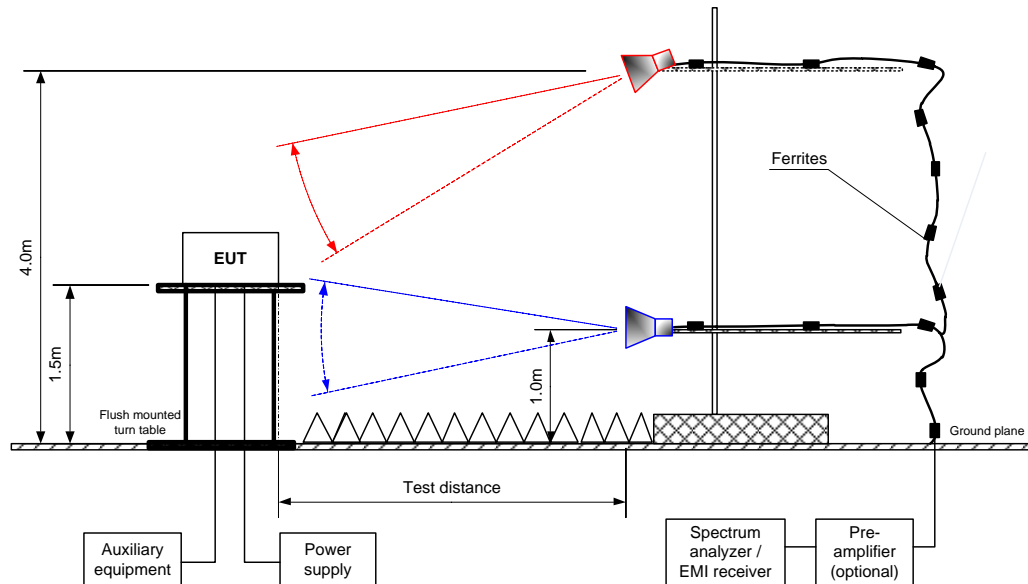 Ferrites
4.0m
EUT
1.5m
1.0m
Flush mounted
turn table
Ground plane
Test distance
Auxiliary
equipment
Power
supply
Spectrum
analyzer /
EMI receiver
Pre-
amplifier
(optional)